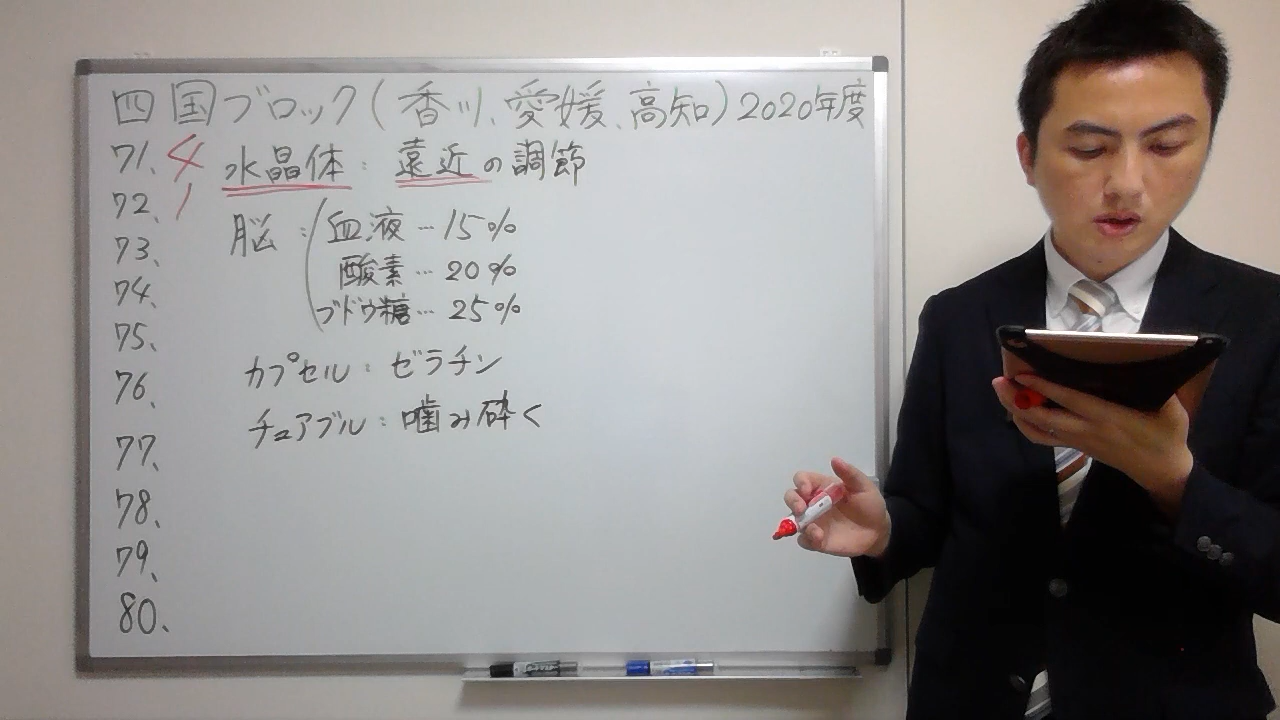 四国ブロック(香川、愛媛、高知)2020年度
71、4 水晶体:遠近の調節
72、1
脳:血液…15%
73、
酸素…20%
74、
ブドウ糖…25%
75、
カプセル:ゼラチン
76、
チュアブル:噛み砕く
77、
78、
79、
80、